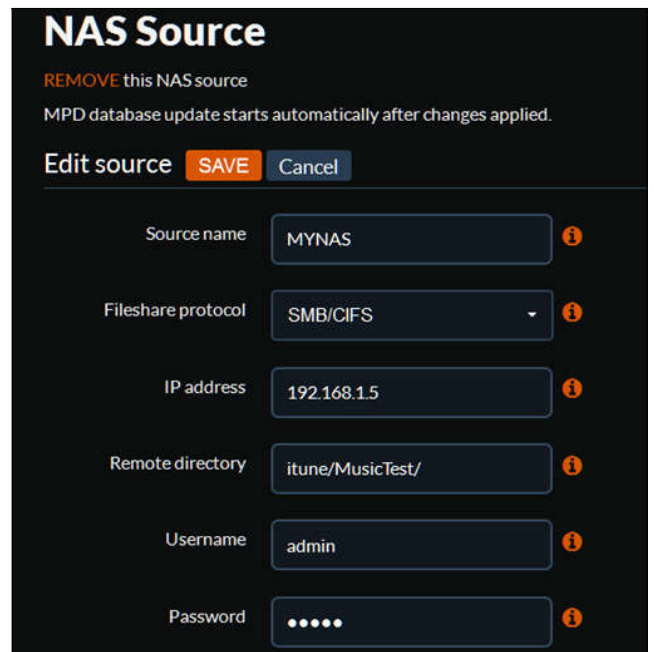 NAS Source
REMOVE this NAS source
MPD database update starts automatically after changes applied.
Edit source SAVE Cancel
Source name MYNAS
Fileshare protocol SMB/CIFS
IP address 192.168.1.5
Remote directory itune/MusicTest/
Username admin
Password •••••